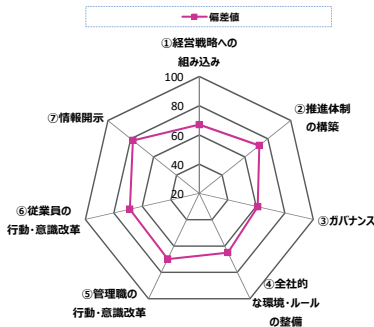 偏差値
①経営戦略への
組み込み
②推進体制
の構築
③ガバナンス
④全社的
な環境・ルール
の整備
⑤管理職の
行動・意識改革
⑥従業員の
行動・意識改革
⑦情報開示
100
80
60
40
20